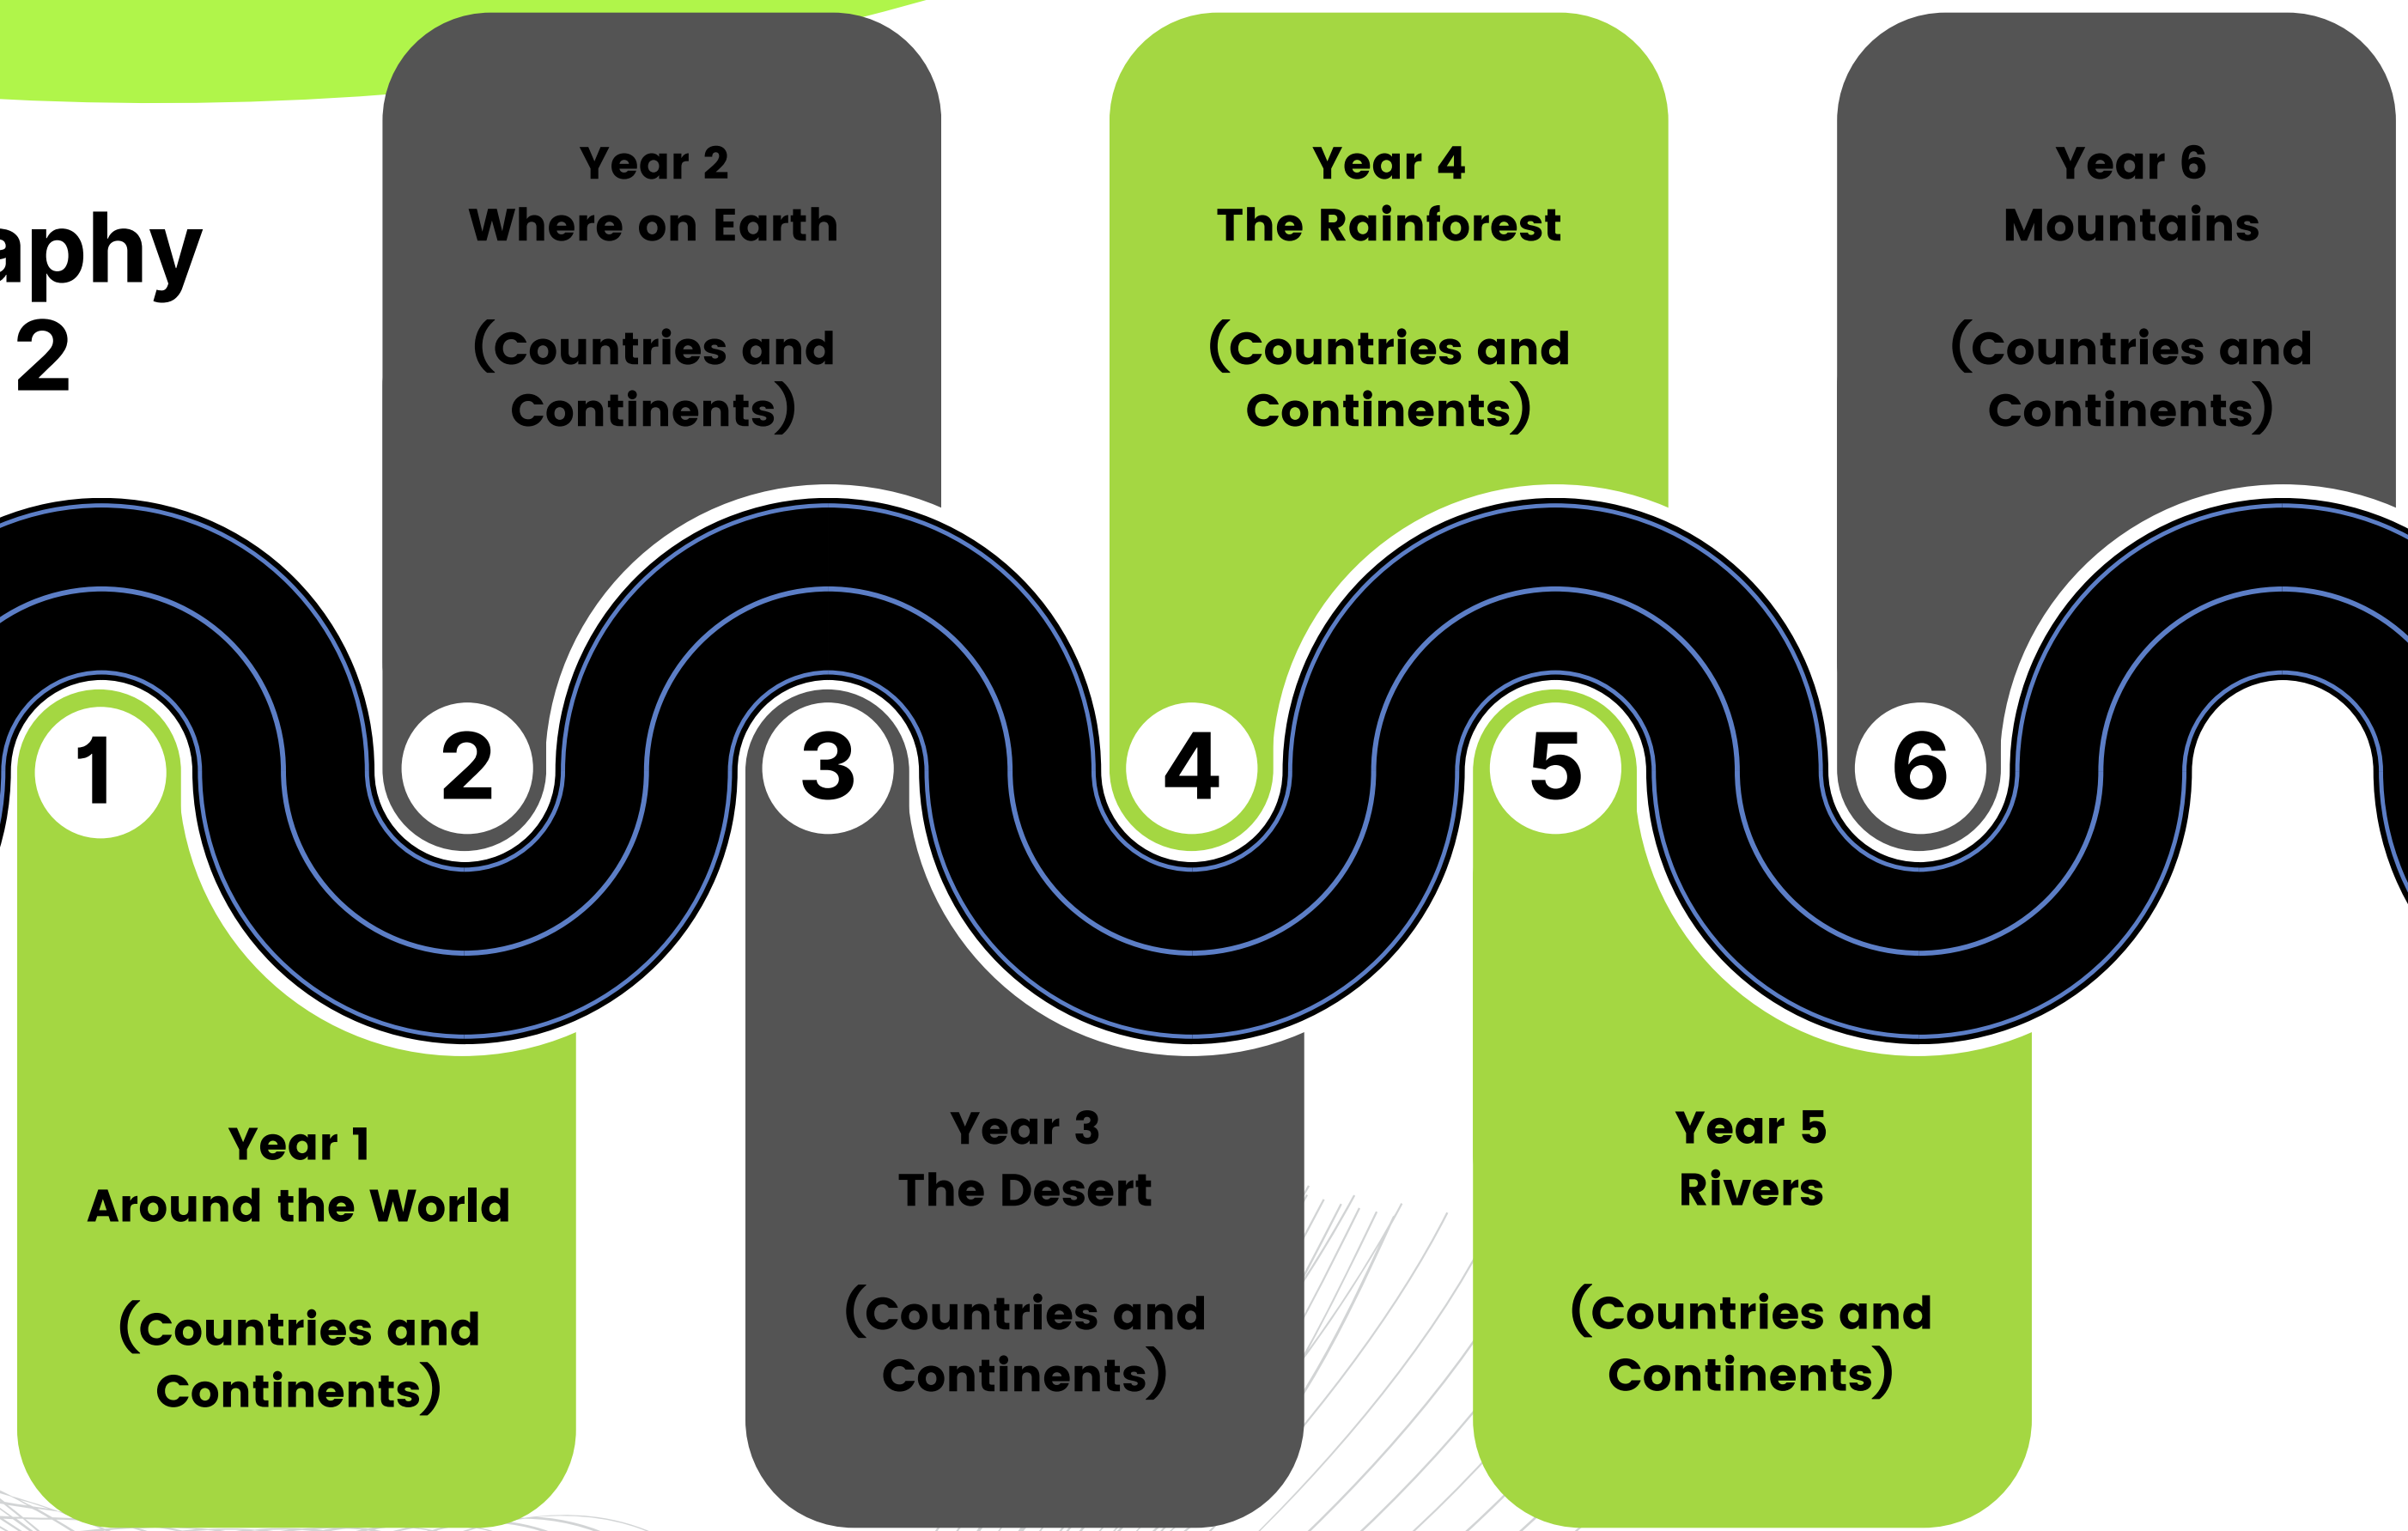 aphy
2
Year 2
Where on Earth
(Countries and
Continents)
Year 4
The Rainforest
(Countries and
Continents)
Year 6
Mountains
(Countries and
Continents)
1
2
3
4
5
6
Year 1
Around the World
(Countries and
Continents)
Year 3
The Desert
(Countries and
Continents)
Year 5
Rivers
(Countries and
Continents)